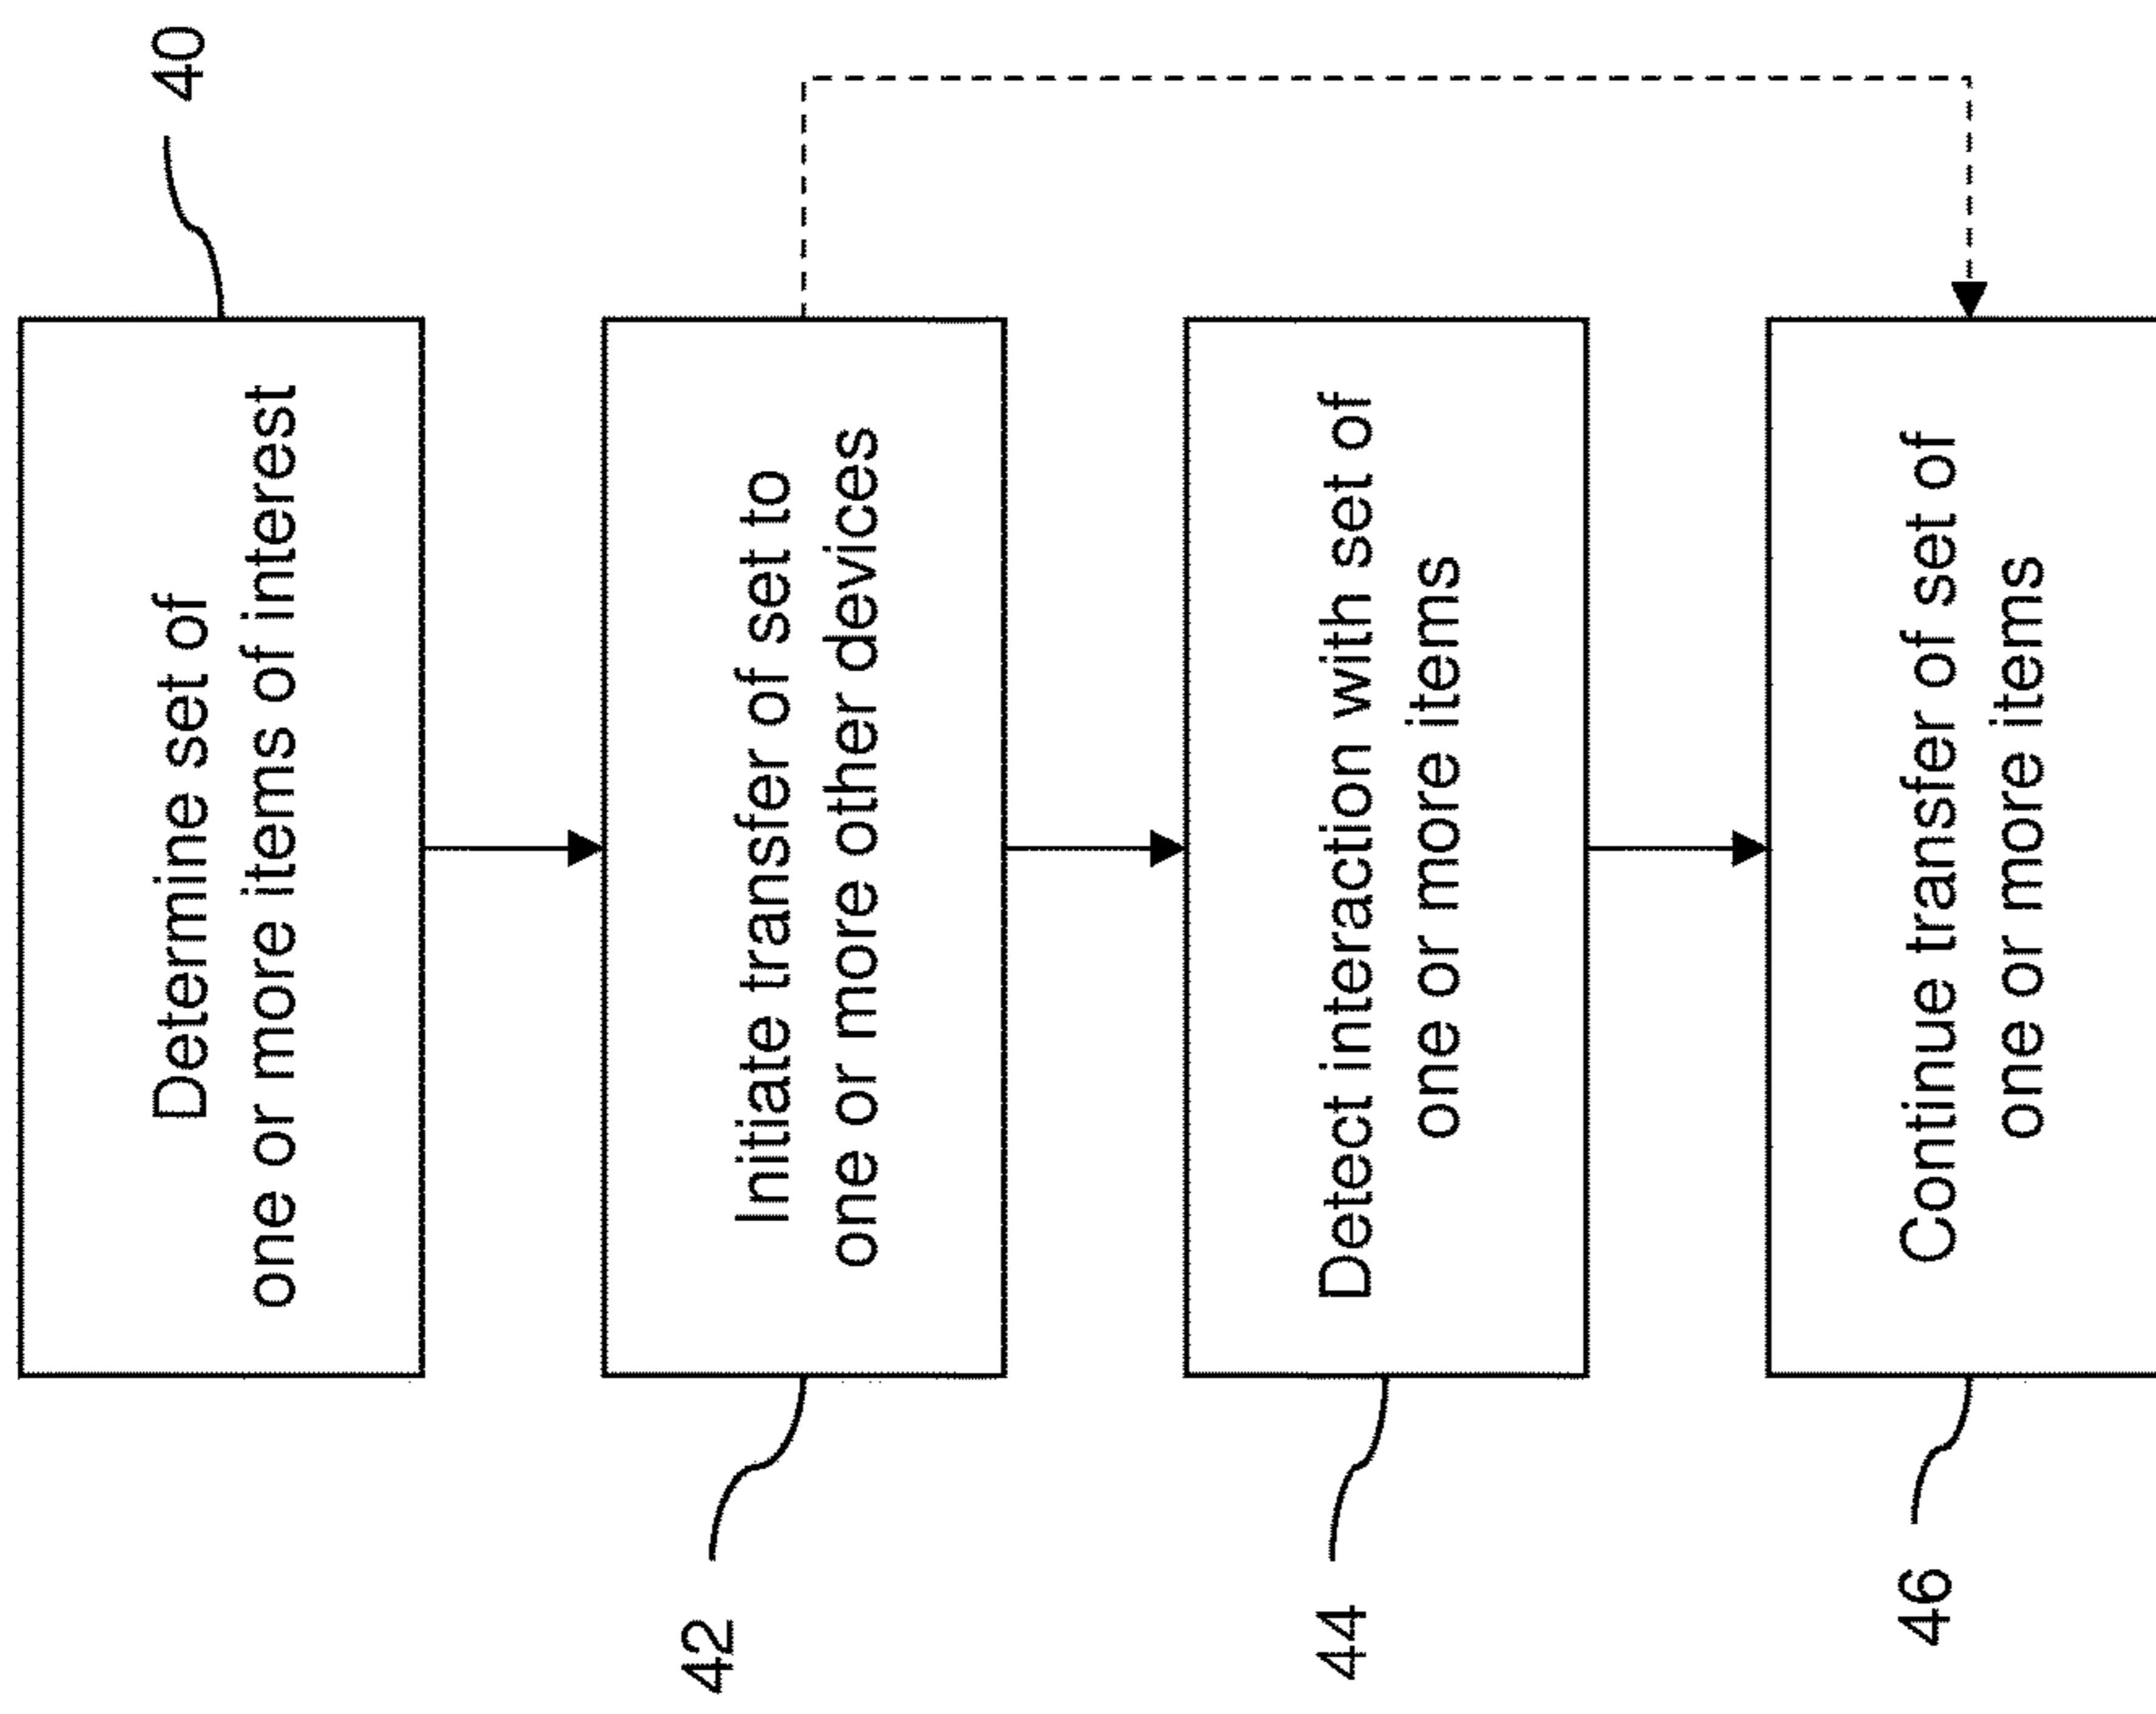 40
Determine set of
one or more items of interest
42
Initiate transfer of set to
one or more other devices
44
Detect interaction with set of
one or more items
46
Continue transfer of set of
one or more items